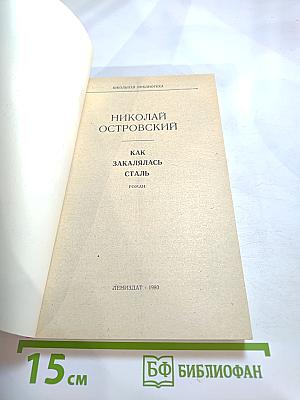 ШКОЛЬНАЯ БИБЛИОТЕКА
НИКОЛАЙ
ОСТРОВСКИЙ
КАК
ЗАКАЛЯЛАСЬ
СТАЛЬ
РОМАН
ЛЕНИЗДАТ · 1980
15 см
БФ БИБЛИОФАН